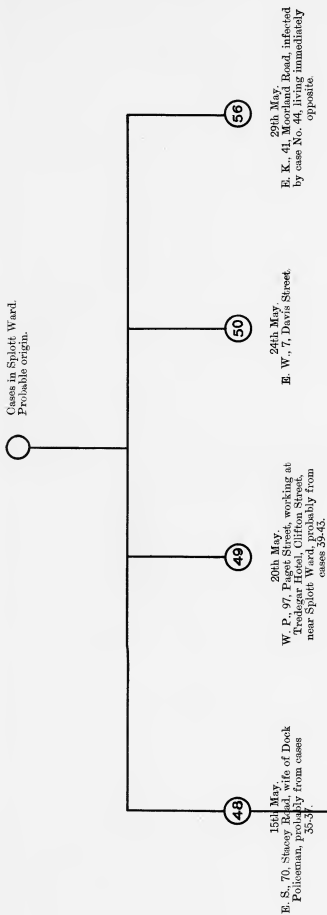 Cases in Splott Ward.
Probable origin.
48
15th May.
E. S., 70, Stacey Road, wife of Dock
Policeman, probably from cases
35-37.
49
20th May.
W. P., 97, Paget Street, working at
Tredegar Hotel, Clifton Street,
near Splott Ward, probably from
cases 39-43.
50
24th May.
E. W., 7, Davis Street.
56
29th May.
E. K., 41, Moorland Road, infected
by case No. 44, living immediately
opposite.